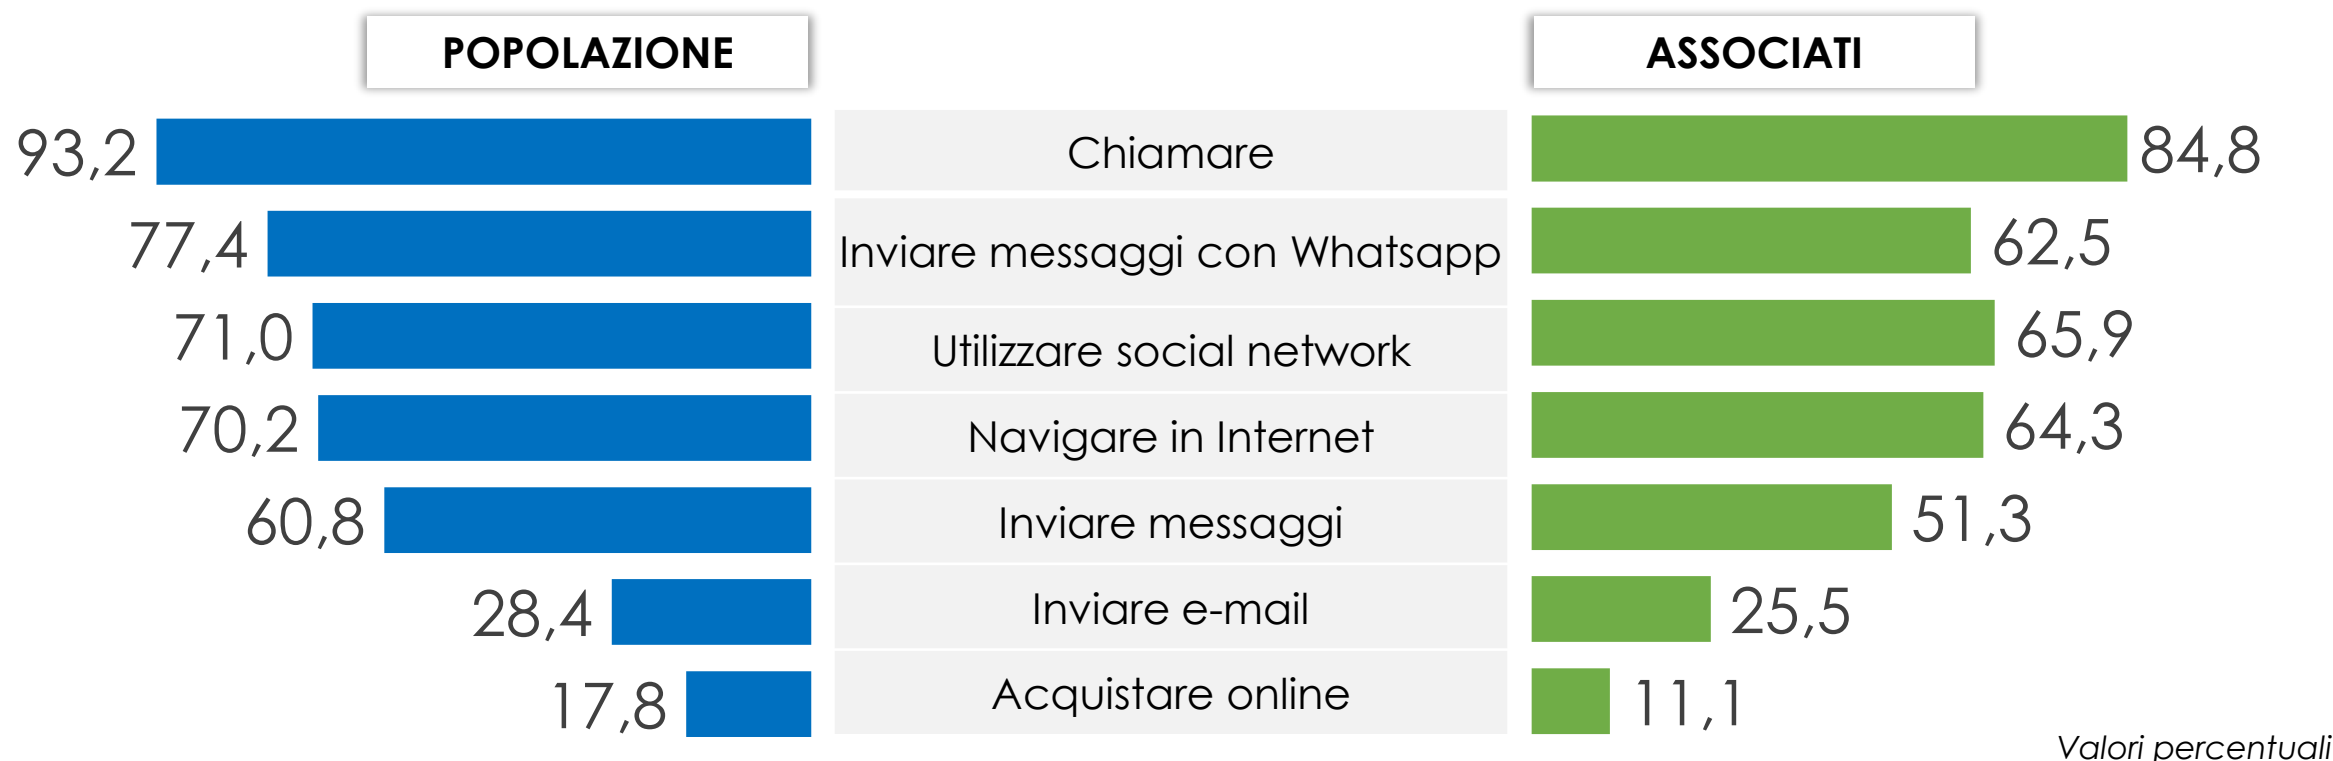 POPOLAZIONE ASSOCIATI
93,2 Chiamare 84,8
77,4 Inviare messaggi con Whatsapp 62,5
71,0 Utilizzare social network 65,9
70,2 Navigare in Internet 64,3
60,8 Inviare messaggi 51,3
28,4 Inviare e-mail 25,5
17,8 Acquistare online 11,1
Valori percentuali